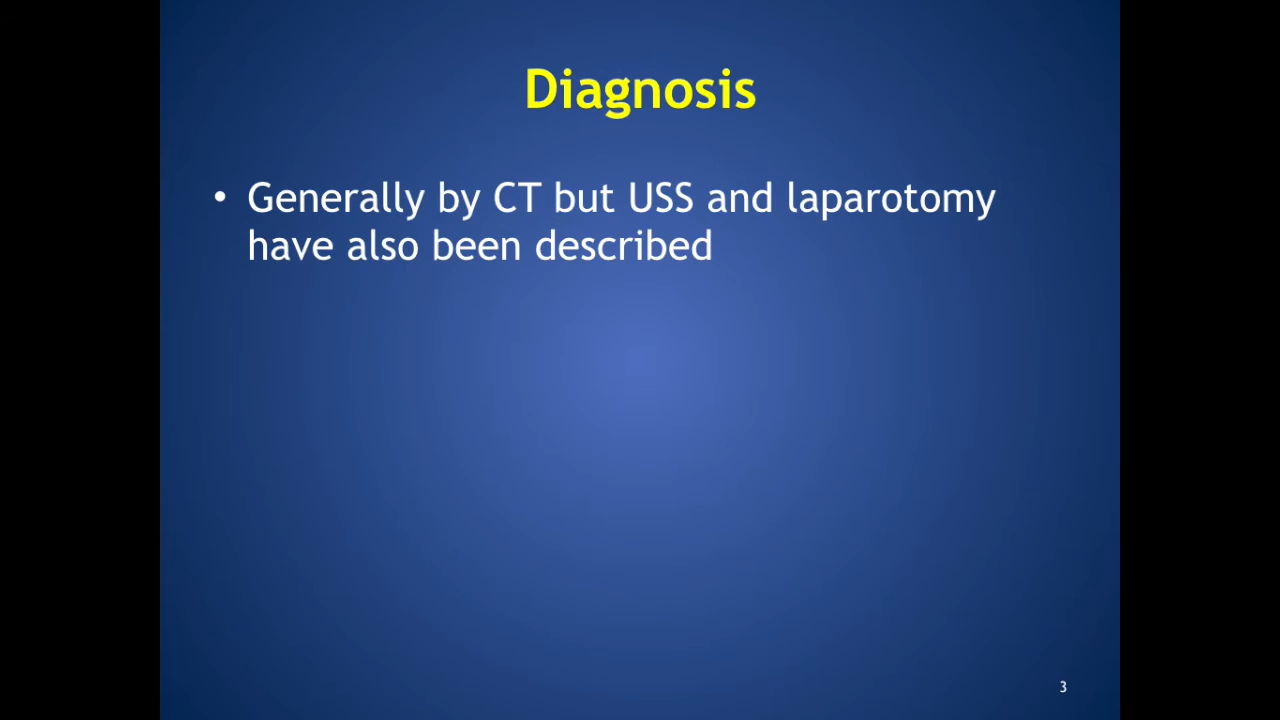 Diagnosis
• Generally by CT but USS and laparotomy
have also been described
3